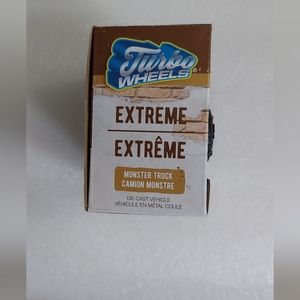 Turbo
WHEELS®
EXTREME
EXTRÊME
MONSTER TRUCK
CAMION MONSTRE
DIE CAST VEHICLE
VÉHICULE EN MÉTAL COULÉ